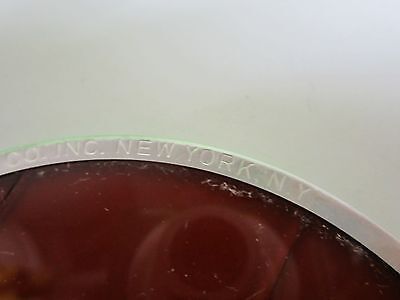 CO. INC. NEW YORK, N.Y.